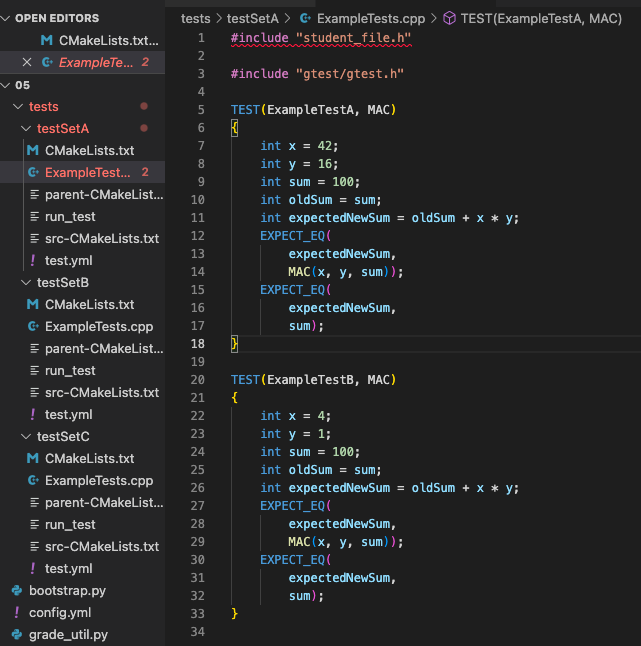 OPEN EDITORS
CMakeLists.txt...
ExampleTe... 2
05
tests
testSetA
CMakeLists.txt
ExampleTest... 2
parent-CMakeList...
run_test
src-CMakeLists.txt
test.yml
testSetB
CMakeLists.txt
ExampleTests.cpp
parent-CMakeList...
run_test
src-CMakeLists.txt
test.yml
testSetC
CMakeLists.txt
ExampleTests.cpp
parent-CMakeList...
run_test
src-CMakeLists.txt
test.yml
bootstrap.py
config.yml
grade_util.py
tests > testSetA > ExampleTests.cpp > TEST(ExampleTestA, MAC)
1 #include "student_file.h"
2
3 #include "gtest/gtest.h"
4
5 TEST(ExampleTestA, MAC)
6 {
7     int x = 42;
8     int y = 16;
9     int sum = 100;
10     int oldSum = sum;
11     int expectedNewSum = oldSum + x * y;
12     EXPECT_EQ(
13         expectedNewSum,
14         MAC(x, y, sum));
15     EXPECT_EQ(
16         expectedNewSum,
17         sum);
18 }
19
20 TEST(ExampleTestB, MAC)
21 {
22     int x = 4;
23     int y = 1;
24     int sum = 100;
25     int oldSum = sum;
26     int expectedNewSum = oldSum + x * y;
27     EXPECT_EQ(
28         expectedNewSum,
29         MAC(x, y, sum));
30     EXPECT_EQ(
31         expectedNewSum,
32         sum);
33 }
34